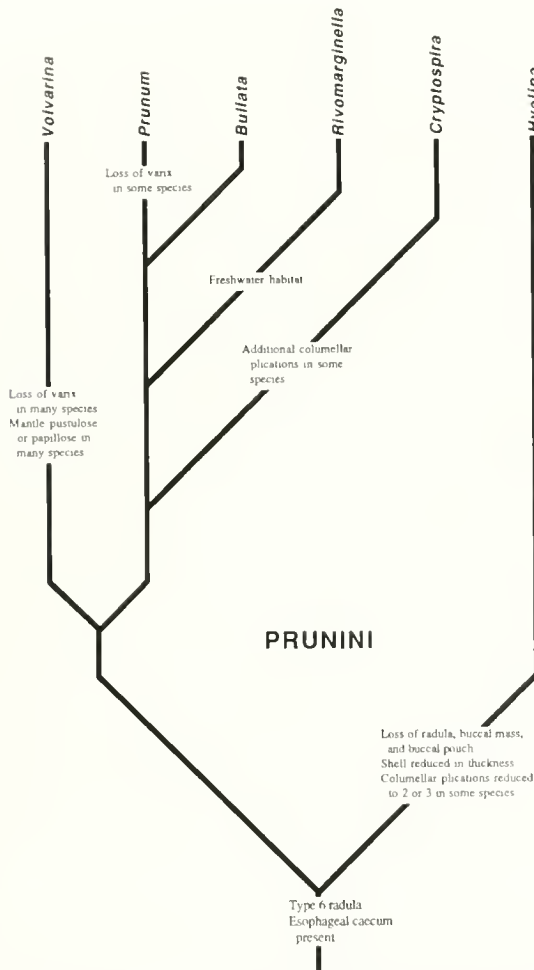 Volvarina
Prunum
Bullata
Rivomarginella
Cryptospira
Hyalina
Loss of varix
in some species
Freshwater habitat
Additional columellar
plications in some
species
Loss of varix
in many species
Mantle pustulose
or papillose in
many species
PRUNINI
Loss of radula, buccal mass,
and buccal pouch
Shell reduced in thickness
Columellar plications reduced
to 2 or 3 in some species
Type 6 radula
Esophageal caecum
present